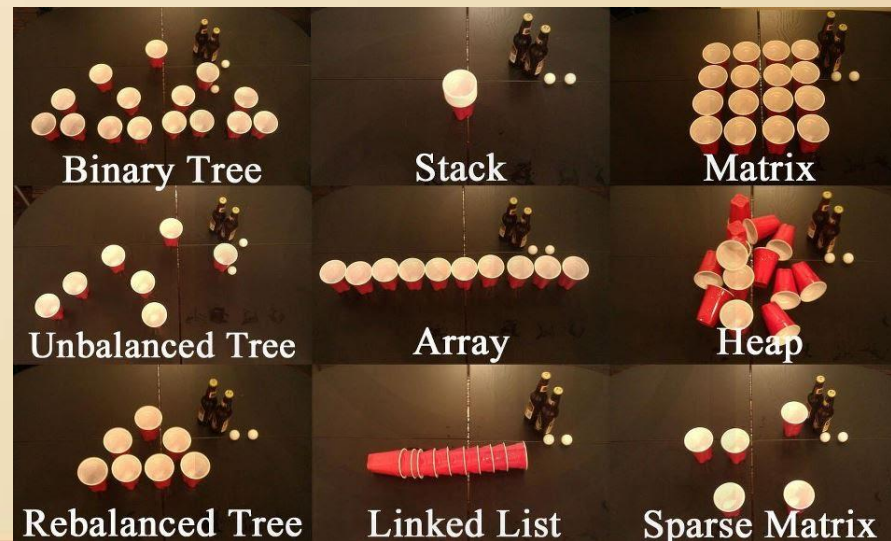 Binary Tree
Stack
Matrix
Unbalanced Tree
Array
Heap
Rebalanced Tree
Linked List
Sparse Matrix